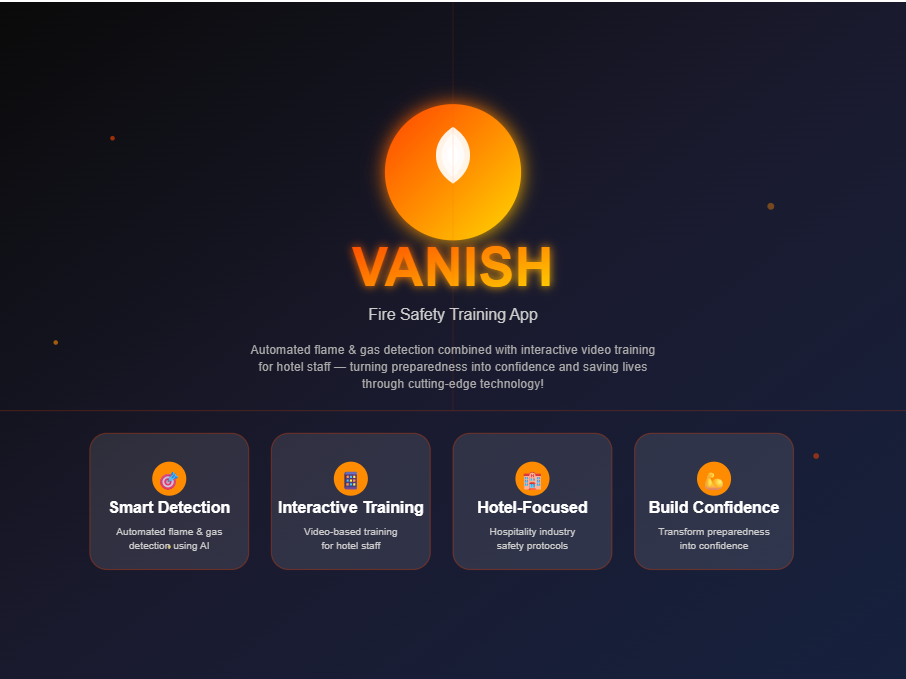 VANISH
Fire Safety Training App
Automated flame & gas detection combined with interactive video training
for hotel staff — turning preparedness into confidence and saving lives
through cutting-edge technology!
Smart Detection
Automated flame & gas
detection using AI
Interactive Training
Video-based training
for hotel staff
Hotel-Focused
Hospitality industry
safety protocols
Build Confidence
Transform preparedness
into confidence